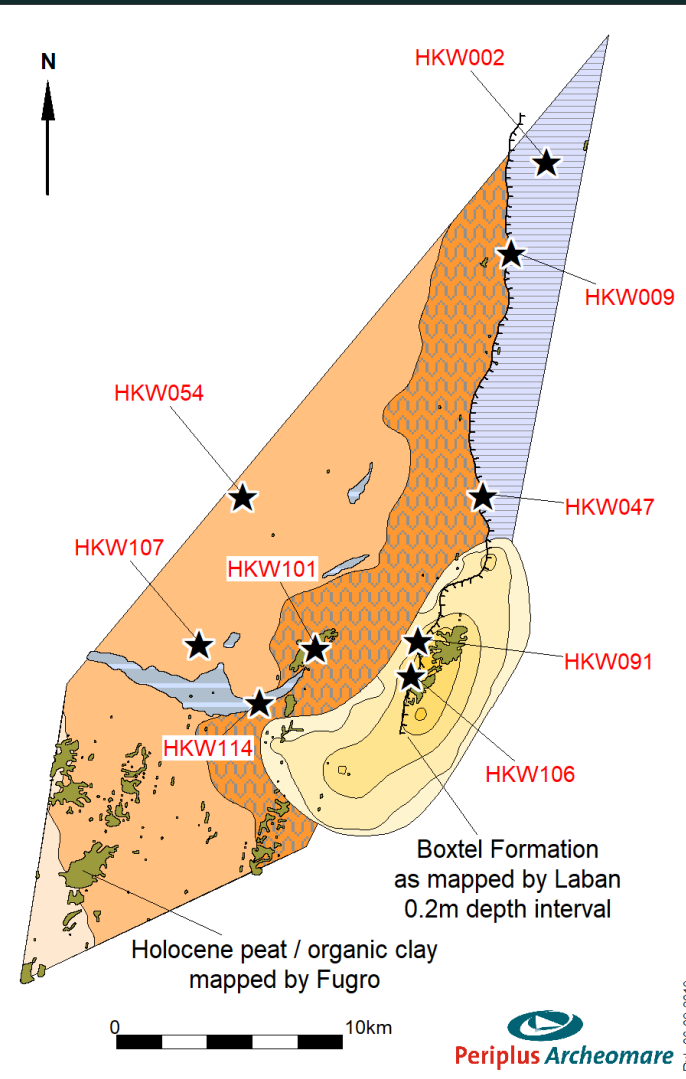 HKW002
N
HKW009
HKW054
HKW047
HKW107
HKW101
HKW091
HKW114
HKW106
Boxtel Formation
as mapped by Laban
0.2m depth interval
Holocene peat / organic clay
mapped by Fugro
0 10km
Periplus Archeomare